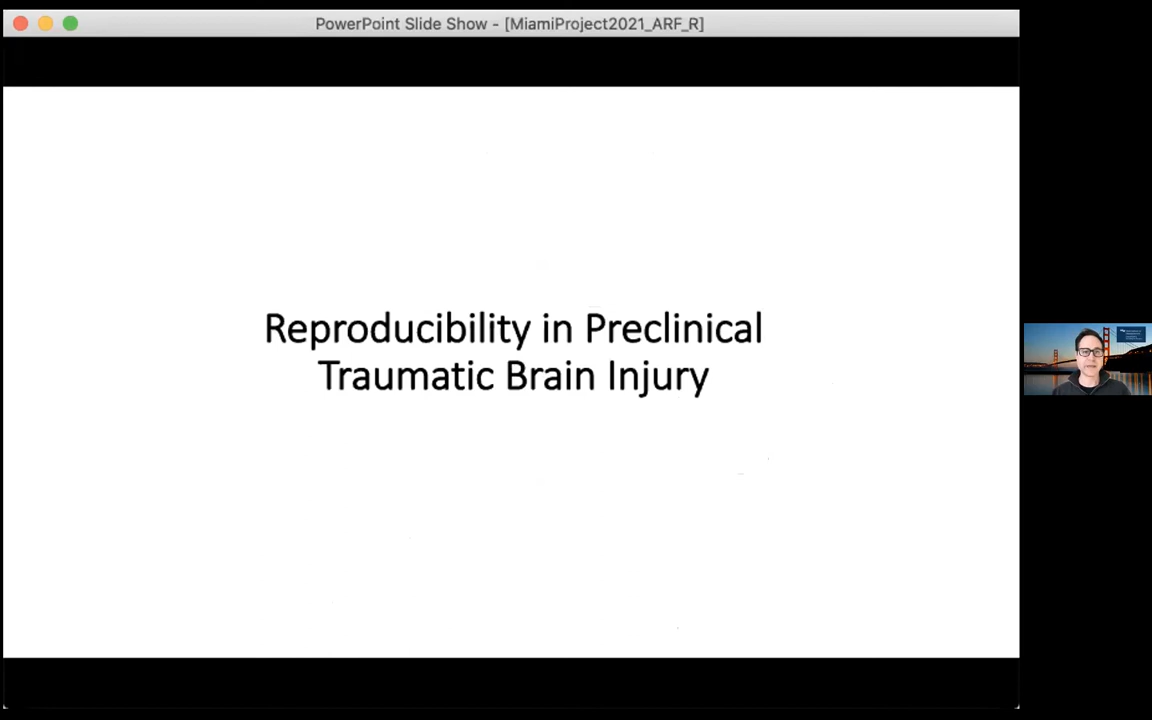 PowerPoint Slide Show - [MiamiProject2021_ARF_R]
Reproducibility in Preclinical
Traumatic Brain Injury